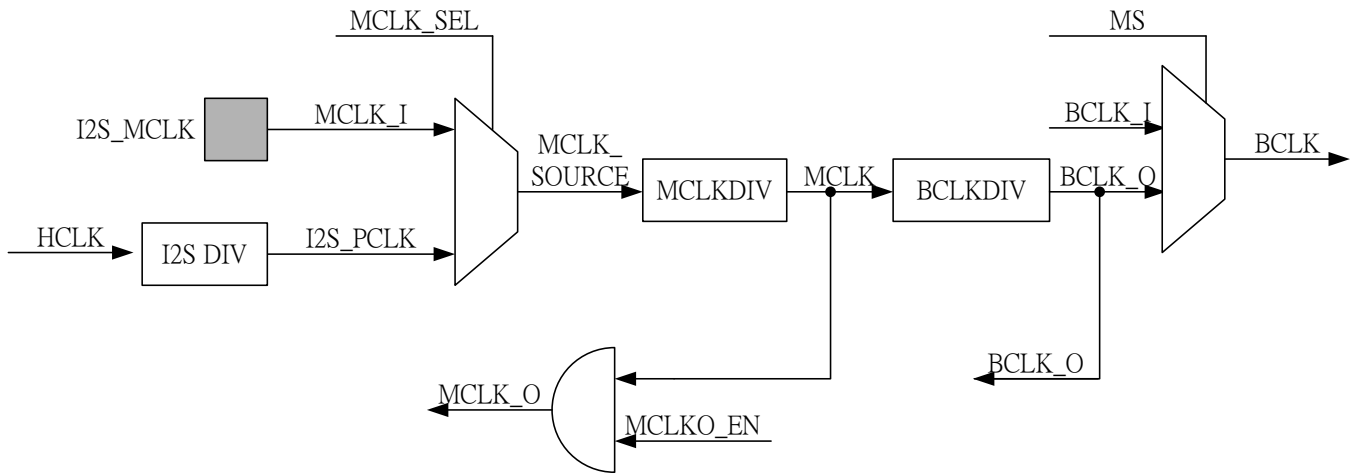 MCLK_SEL
MS
I2S_MCLK
MCLK_I
BCLK_I
MCLK_
SOURCE
MCLKDIV
MCLK
BCLKDIV
BCLK_O
BCLK
HCLK
I2S DIV
I2S_PCLK
BCLK_O
MCLK_O
MCLKO_EN